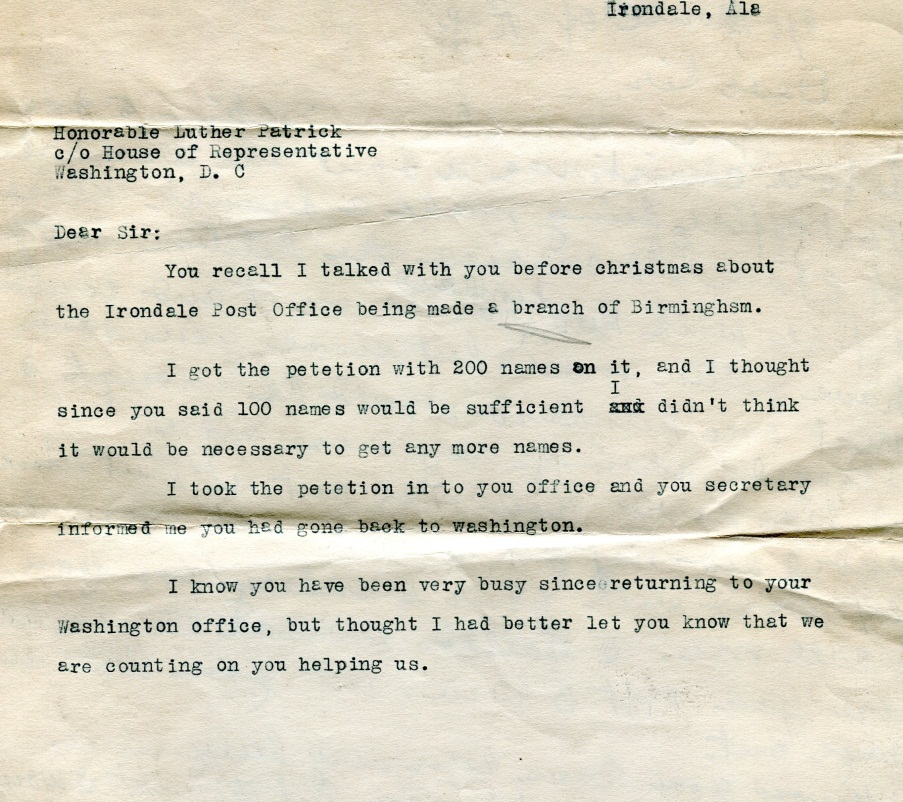 Irondale, Ala
Honorable Luther Patrick
c/o House of Representative
Washington, D. C
Dear Sir:
You recall I talked with you before christmas about
the Irondale Post Office being made a branch of Birminghsm.
I got the petetion with 200 names on it, and I thought
I
since you said 100 names would be sufficient and didn't think
it would be necessary to get any more names.
I took the petetion in to you office and you secretary
informed me you had gone back to washington.
I know you have been very busy since returning to your
Washington office, but thought I had better let you know that we
are counting on you helping us.